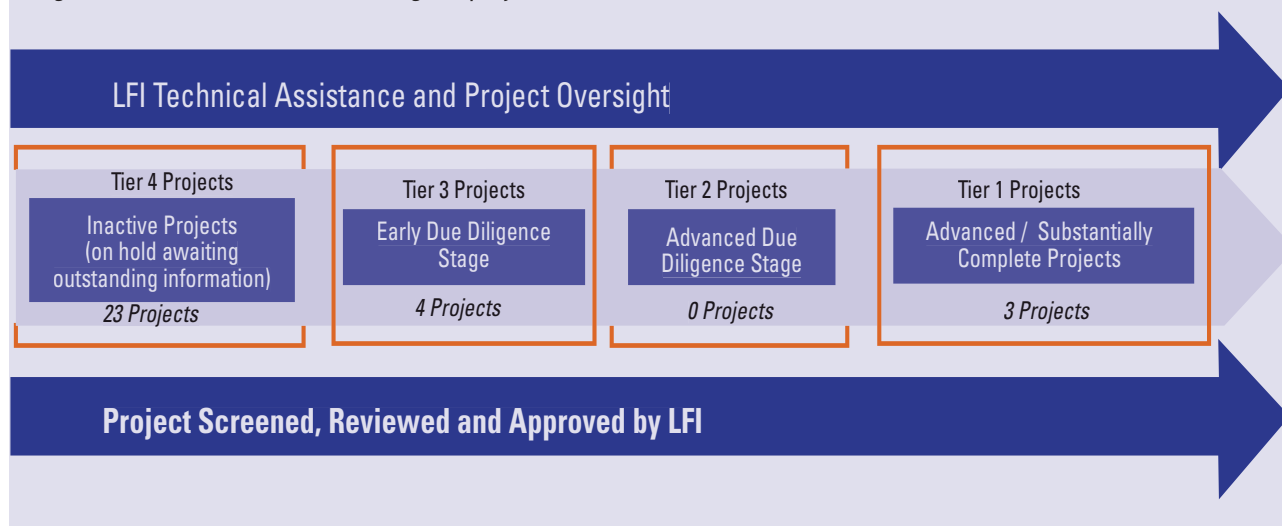 LFI Technical Assistance and Project Oversight
Tier 4 Projects
Inactive Projects
(on hold awaiting
outstanding information)
23 Projects
Tier 3 Projects
Early Due Diligence
Stage
4 Projects
Tier 2 Projects
Advanced Due
Diligence Stage
0 Projects
Tier 1 Projects
Advanced / Substantially
Complete Projects
3 Projects
Project Screened, Reviewed and Approved by LFI